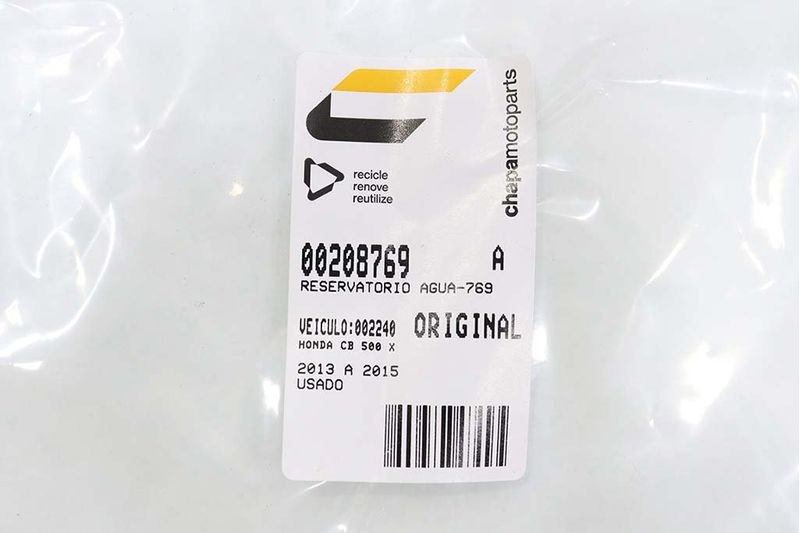 chapamotoparts
recicle
renove
reutilize
00208769 A
RESERVATORIO AGUA-769
VEICULO:002240 ORIGINAL
HONDA CB 500 X
2013 A 2015
USADO